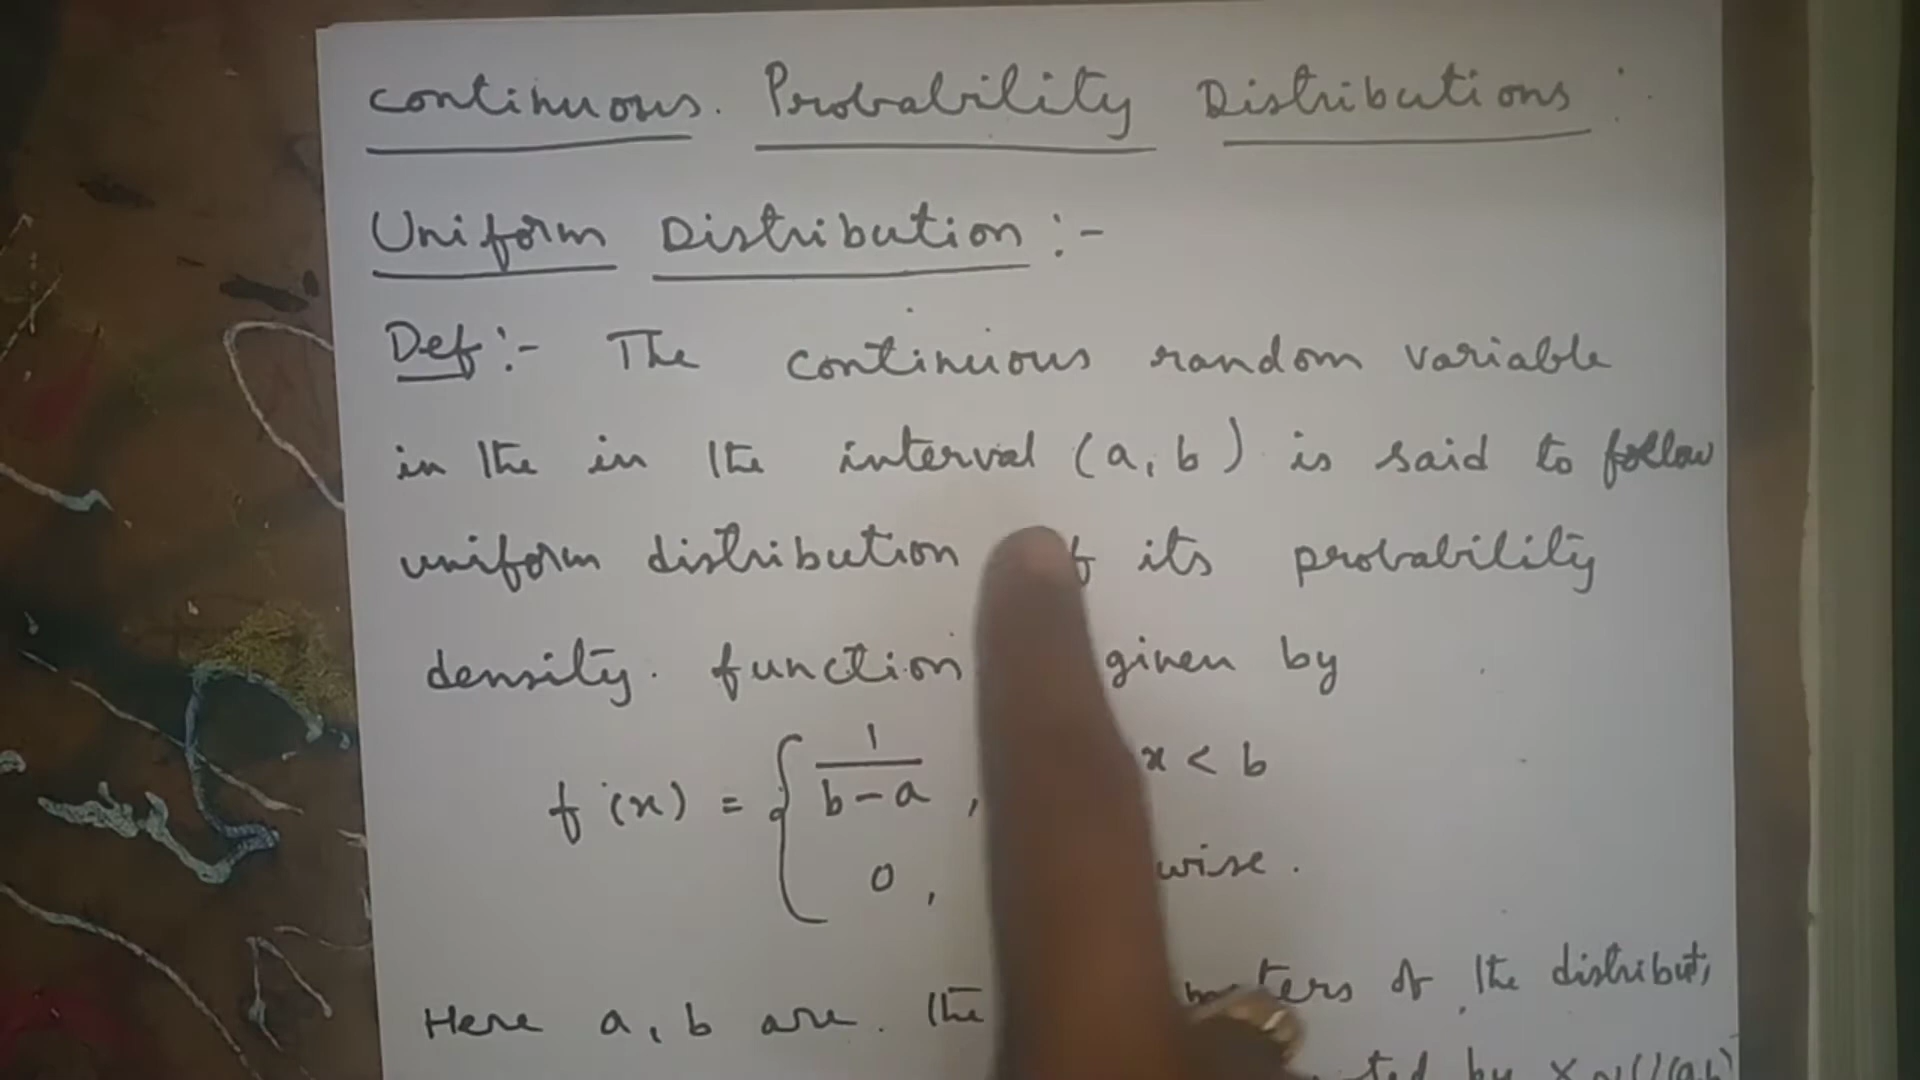 continuous. Probability Distributions :
Uniform Distribution :-
Def :- The continuous random variable
in the in the interval (a, b) is said to follow
uniform distribution its probability
density. function given by
f(x) = { 1/(b-a) , x < b
0 , wise .
Here a, b are. the of the distribut
by X ~ U(a,b)